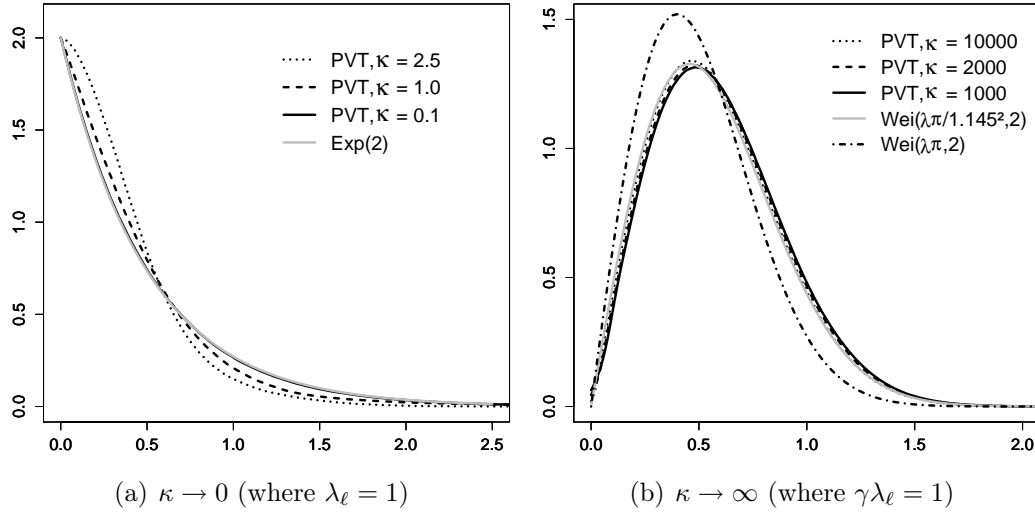 2.0
1.5
1.0
0.5
0.0
0.0 0.5 1.0 1.5 2.0 2.5
PVT, κ = 2.5
PVT, κ = 1.0
PVT, κ = 0.1
Exp(2)
(a) κ → 0 (where λℓ = 1)
1.5
1.0
0.5
0.0
0.0 0.5 1.0 1.5 2.0
PVT, κ = 10000
PVT, κ = 2000
PVT, κ = 1000
Wei(λπ/1.145²,2)
Wei(λπ,2)
(b) κ → ∞ (where γλℓ = 1)